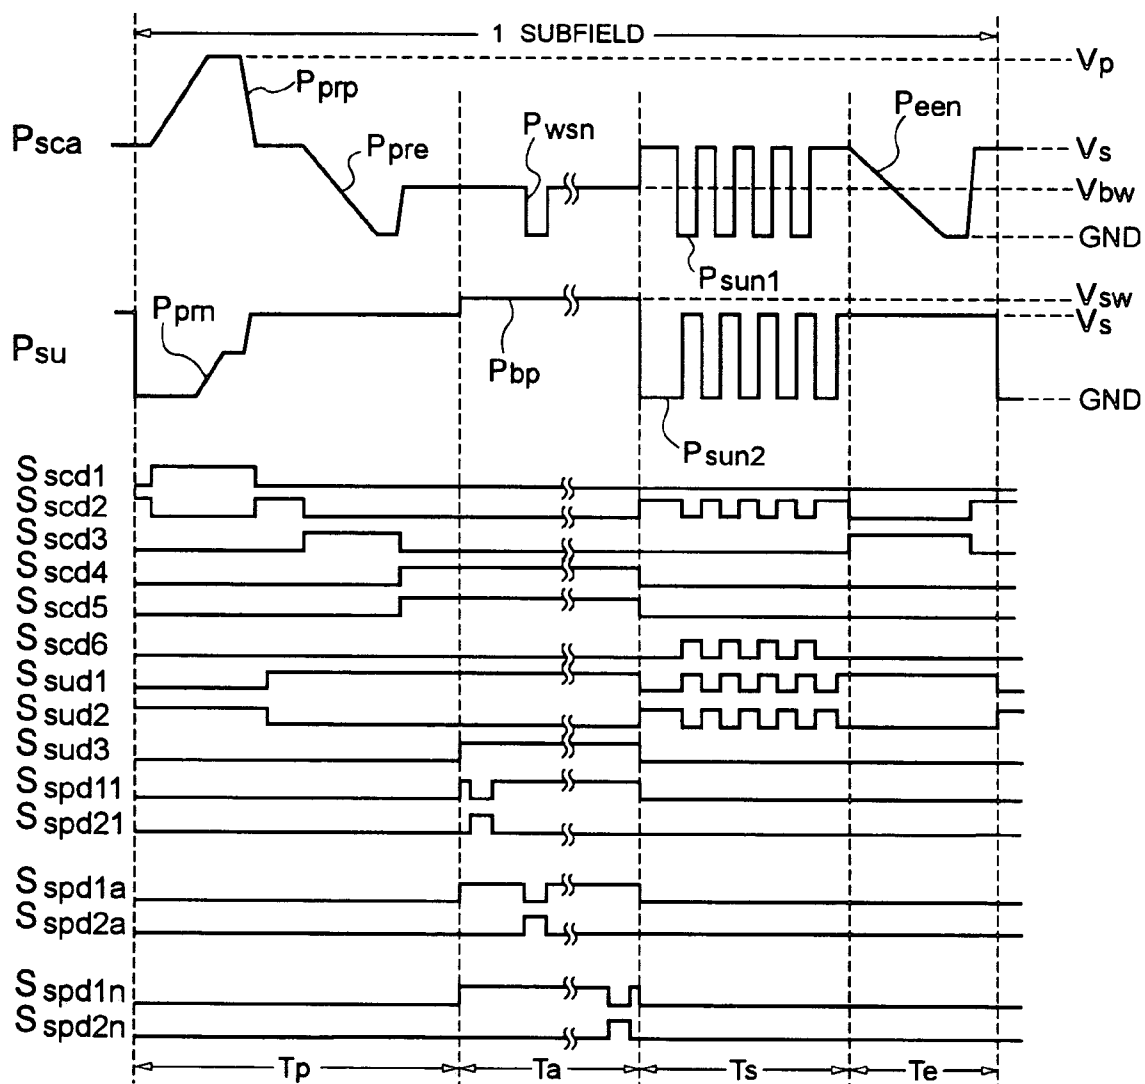 1 SUBFIELD
Vp
Pprp
Peen
Psca
Ppre
Pwsn
Vs
Vbw
GND
Psun1
Vsw
Pprn
Vs
Psu
Pbp
GND
Psun2
Sscd1
Sscd2
Sscd3
Sscd4
Sscd5
Sscd6
Ssud1
Ssud2
Ssud3
Sspd11
Sspd21
Sspd1a
Sspd2a
Sspd1n
Sspd2n
Tp Ta Ts Te